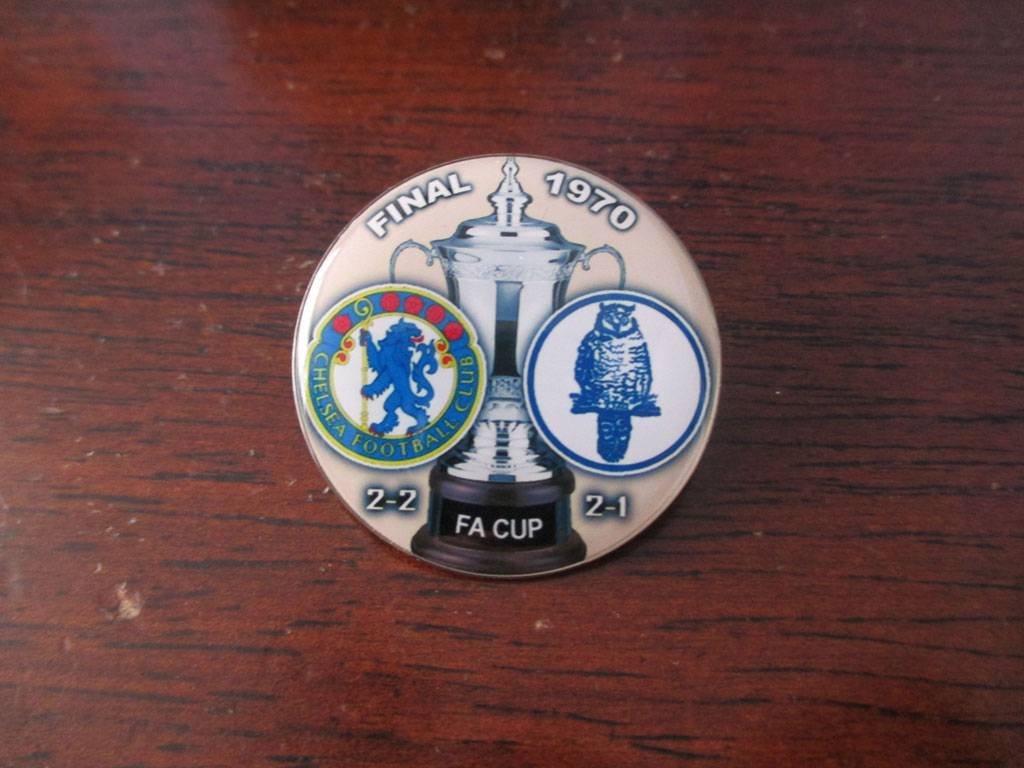 FINAL 1970
CHELSEA FOOTBALL CLUB
2-2 2-1
FA CUP